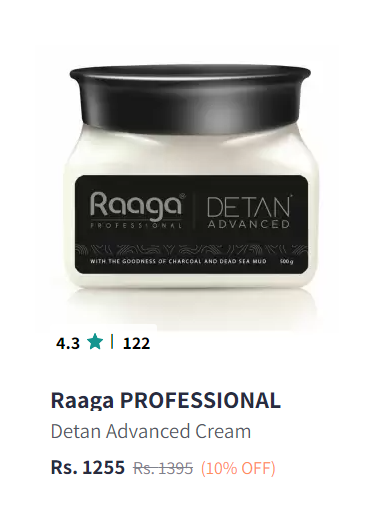 Raaga® DETAN®
PROFESSIONAL ADVANCED
WITH THE GOODNESS OF CHARCOAL AND DEAD SEA MUD 500 g
4.3 ★ | 122
Raaga PROFESSIONAL
Detan Advanced Cream
Rs. 1255 Rs. 1395 (10% OFF)